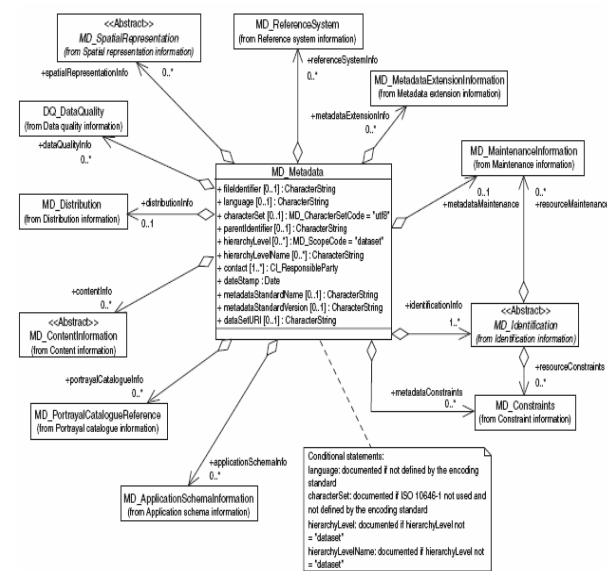 <<Abstract>>
MD_SpatialRepresentation
(from Spatial representation information)
+spatialRepresentationInfo
0..*
MD_ReferenceSystem
(from Reference system information)
+referenceSystemInfo
0..*
MD_MetadataExtensionInformation
(from Metadata extension information)
+metadataExtensionInfo
0..*
DQ_DataQuality
(from Data quality information)
+dataQualityInfo
0..*
MD_MaintenanceInformation
(from Maintenance information)
0..1
+metadataMaintenance
0..*
+resourceMaintenance
MD_Distribution
(from Distribution information)
+distributionInfo
0..1
MD_Metadata
+ fileIdentifier [0..1] : CharacterString
+ language [0..1] : CharacterString
+ characterSet [0..1] : MD_CharacterSetCode = "utf8"
+ parentIdentifier [0..1] : CharacterString
+ hierarchyLevel [0..*] : MD_ScopeCode = "dataset"
+ hierarchyLevelName [0..*] : CharacterString
+ contact [1..*] : CI_ResponsibleParty
+ dateStamp : Date
+ metadataStandardName [0..1] : CharacterString
+ metadataStandardVersion [0..1] : CharacterString
+ dataSetURI [0..1] : CharacterString
+contentInfo
0..*
<<Abstract>>
MD_ContentInformation
(from Content information)
+identificationInfo
1..*
<<Abstract>>
MD_Identification
(from Identification information)
+resourceConstraints
0..*
+portrayalCatalogueInfo
0..*
MD_PortrayalCatalogueReference
(from Portrayal catalogue information)
+metadataConstraints
0..*
MD_Constraints
(from Constraint information)
+applicationSchemaInfo
0..*
MD_ApplicationSchemaInformation
(from Application schema information)
Conditional statements:
language: documented if not defined by the encoding
standard
characterSet: documented if ISO 10646-1 not used and
not defined by the encoding standard
hierarchyLevel: documented if hierarchyLevel not
= "dataset"
hierarchyLevelName: documented if hierarchyLevel not
= "dataset"